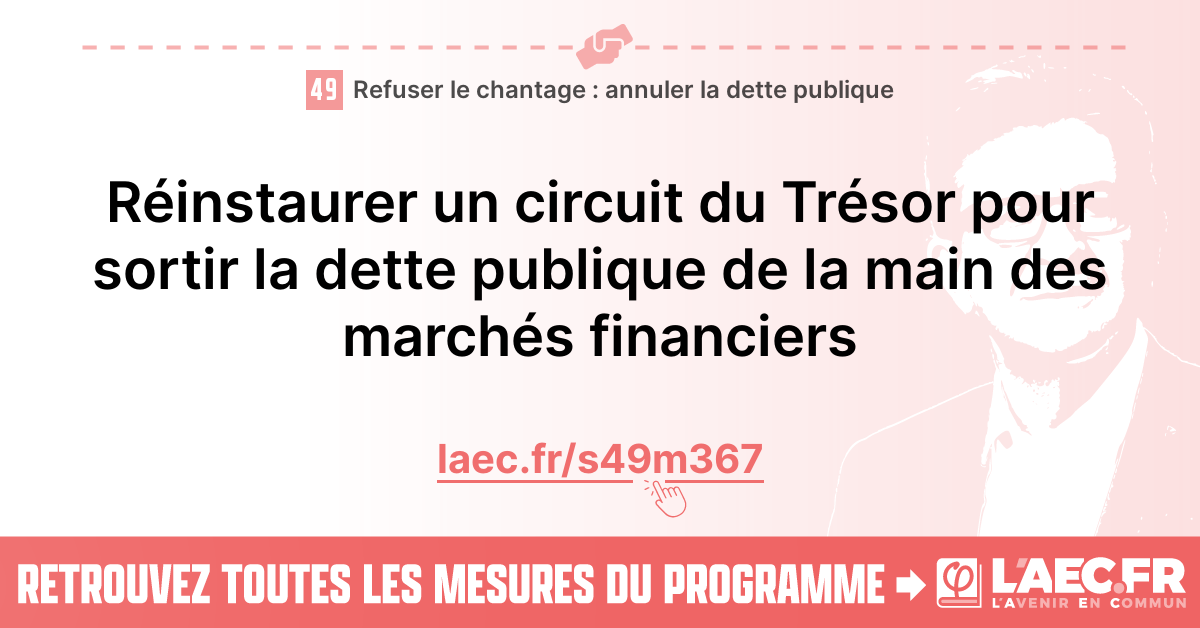 49 Refuser le chantage : annuler la dette publique
Réinstaurer un circuit du Trésor pour
sortir la dette publique de la main des
marchés financiers
laec.fr/s49m367
RETROUVEZ TOUTES LES MESURES DU PROGRAMME
L'AEC.FR
L'AVENIR EN COMMUN